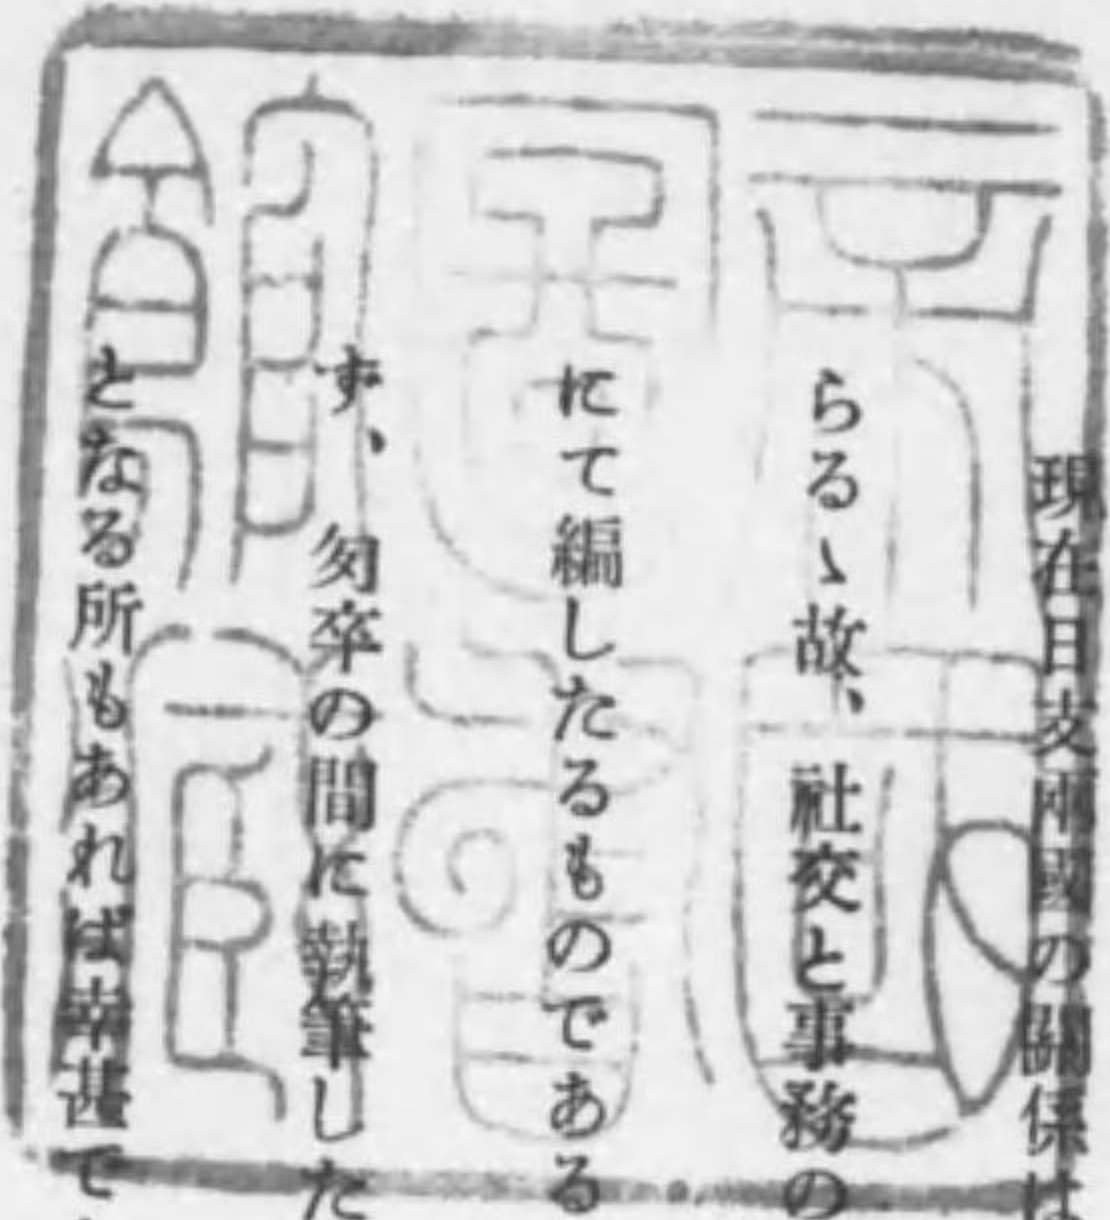 現在日支兩國の關係は
らるゝ故、社交と事務の
にて編したるものである
ず、匆卒の間に執筆した
となる所もあれば幸甚で